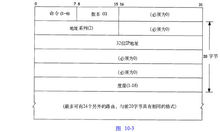 0 7 8 15 16 31
命令(1-6) 版本(1) (必须为0)
地址系列(2) (必须为0)
32位IP地址
(必须为0)
(必须为0)
度量(1-16)
20字节
(最多可有24个另外的路由，与前20字节具有相同的格式)
图 10-3